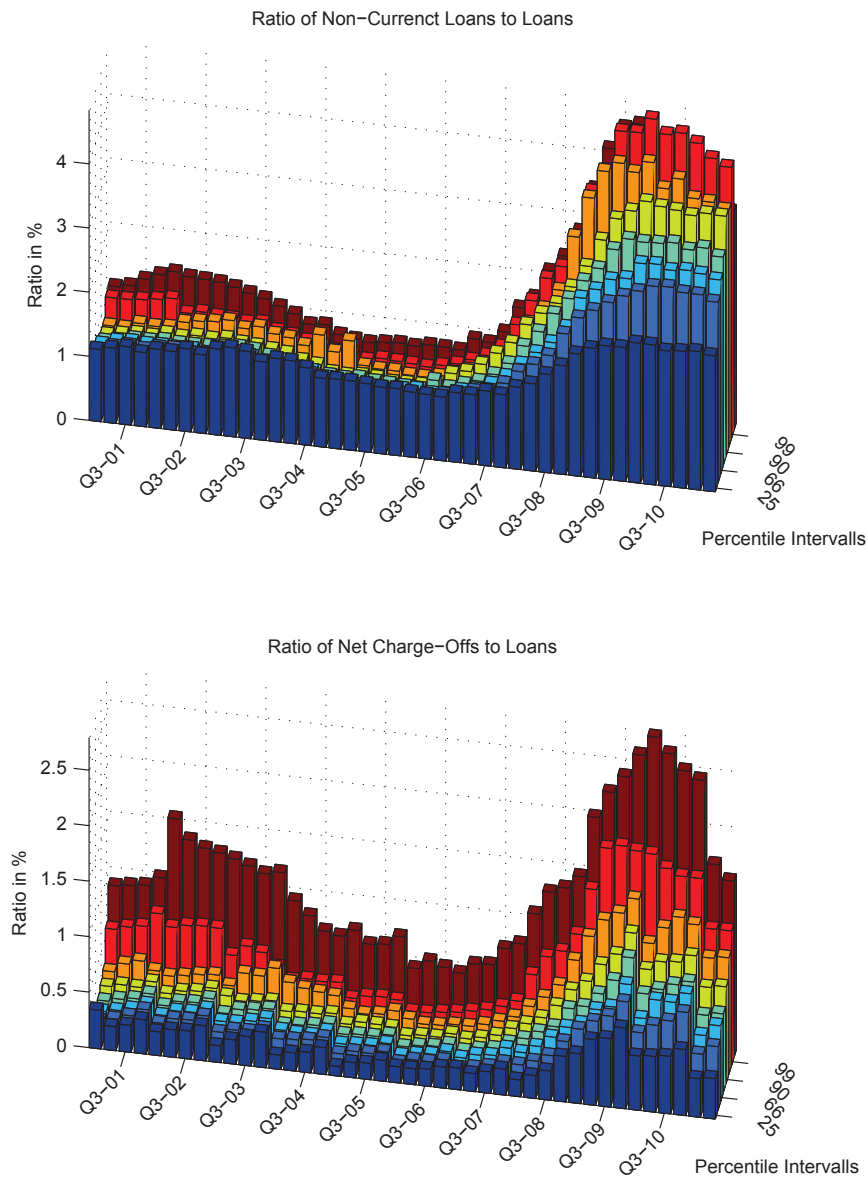 Ratio of Non−Currenct Loans to Loans
Ratio in %
4
3
2
1
0
Q3−01
Q3−02
Q3−03
Q3−04
Q3−05
Q3−06
Q3−07
Q3−08
Q3−09
Q3−10
99
90
66
25
Percentile Intervalls
Ratio of Net Charge−Offs to Loans
Ratio in %
2.5
2
1.5
1
0.5
0
Q3−01
Q3−02
Q3−03
Q3−04
Q3−05
Q3−06
Q3−07
Q3−08
Q3−09
Q3−10
99
90
66
25
Percentile Intervalls